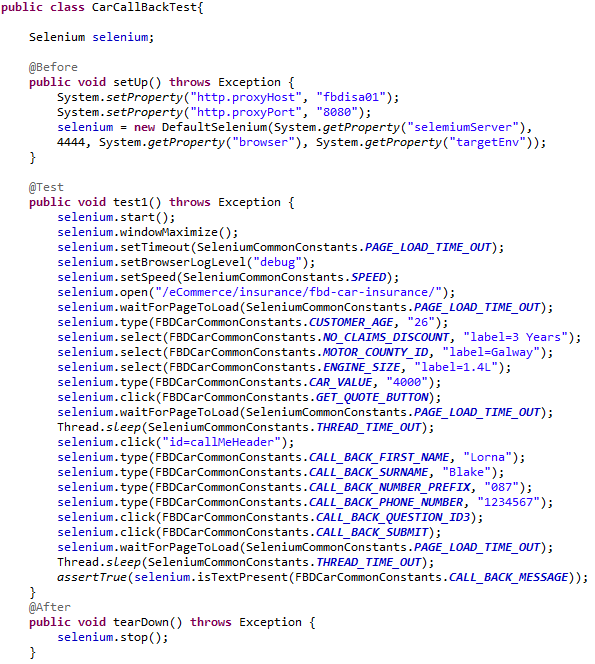 public class CarCallBackTest{
Selenium selenium;
@Before
public void setUp() throws Exception {
System.setProperty("http.proxyHost", "fbdisa01");
System.setProperty("http.proxyPort", "8080");
selenium = new DefaultSelenium(System.getProperty("selemiumServer"),
4444, System.getProperty("browser"), System.getProperty("targetEnv"));
}
@Test
public void test1() throws Exception {
selenium.start();
selenium.windowMaximize();
selenium.setTimeout(SeleniumCommonConstants.PAGE_LOAD_TIME_OUT);
selenium.setBrowserLogLevel("debug");
selenium.setSpeed(SeleniumCommonConstants.SPEED);
selenium.open("/eCommerce/insurance/fbd-car-insurance/");
selenium.waitForPageToLoad(SeleniumCommonConstants.PAGE_LOAD_TIME_OUT);
selenium.type(FBDCarCommonConstants.CUSTOMER_AGE, "26");
selenium.select(FBDCarCommonConstants.NO_CLAIMS_DISCOUNT, "label=3 Years");
selenium.select(FBDCarCommonConstants.MOTOR_COUNTY_ID, "label=Galway");
selenium.select(FBDCarCommonConstants.ENGINE_SIZE, "label=1.4L");
selenium.type(FBDCarCommonConstants.CAR_VALUE, "4000");
selenium.click(FBDCarCommonConstants.GET_QUOTE_BUTTON);
selenium.waitForPageToLoad(SeleniumCommonConstants.PAGE_LOAD_TIME_OUT);
Thread.sleep(SeleniumCommonConstants.THREAD_TIME_OUT);
selenium.click("id=callMeHeader");
selenium.type(FBDCarCommonConstants.CALL_BACK_FIRST_NAME, "Lorna");
selenium.type(FBDCarCommonConstants.CALL_BACK_SURNAME, "Blake");
selenium.type(FBDCarCommonConstants.CALL_BACK_NUMBER_PREFIX, "087");
selenium.type(FBDCarCommonConstants.CALL_BACK_PHONE_NUMBER, "1234567");
selenium.click(FBDCarCommonConstants.CALL_BACK_QUESTION_ID3);
selenium.click(FBDCarCommonConstants.CALL_BACK_SUBMIT);
selenium.waitForPageToLoad(SeleniumCommonConstants.PAGE_LOAD_TIME_OUT);
Thread.sleep(SeleniumCommonConstants.THREAD_TIME_OUT);
assertTrue(selenium.isTextPresent(FBDCarCommonConstants.CALL_BACK_MESSAGE));
}
@After
public void tearDown() throws Exception {
selenium.stop();
}